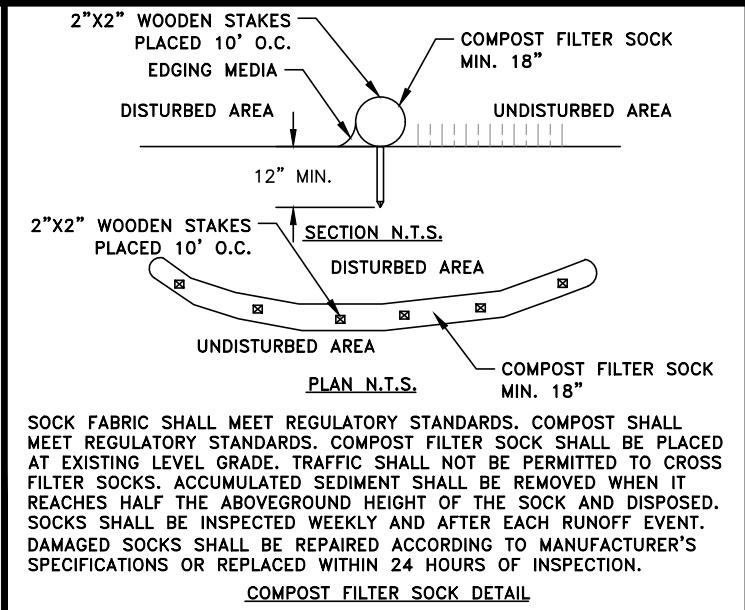 2"X2" WOODEN STAKES
PLACED 10' O.C.
COMPOST FILTER SOCK
MIN. 18"
EDGING MEDIA
DISTURBED AREA
UNDISTURBED AREA
12" MIN.
2"X2" WOODEN STAKES
PLACED 10' O.C.
SECTION N.T.S.
DISTURBED AREA
UNDISTURBED AREA
COMPOST FILTER SOCK
MIN. 18"
PLAN N.T.S.
SOCK FABRIC SHALL MEET REGULATORY STANDARDS. COMPOST SHALL
MEET REGULATORY STANDARDS. COMPOST FILTER SOCK SHALL BE PLACED
AT EXISTING LEVEL GRADE. TRAFFIC SHALL NOT BE PERMITTED TO CROSS
FILTER SOCKS. ACCUMULATED SEDIMENT SHALL BE REMOVED WHEN IT
REACHES HALF THE ABOVEGROUND HEIGHT OF THE SOCK AND DISPOSED.
SOCKS SHALL BE INSPECTED WEEKLY AND AFTER EACH RUNOFF EVENT.
DAMAGED SOCKS SHALL BE REPAIRED ACCORDING TO MANUFACTURER'S
SPECIFICATIONS OR REPLACED WITHIN 24 HOURS OF INSPECTION.
COMPOST FILTER SOCK DETAIL